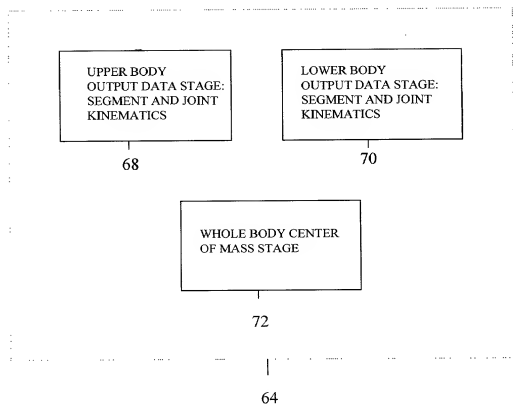 UPPER BODY
OUTPUT DATA STAGE:
SEGMENT AND JOINT
KINEMATICS
68
LOWER BODY
OUTPUT DATA STAGE:
SEGMENT AND JOINT
KINEMATICS
70
WHOLE BODY CENTER
OF MASS STAGE
72
64